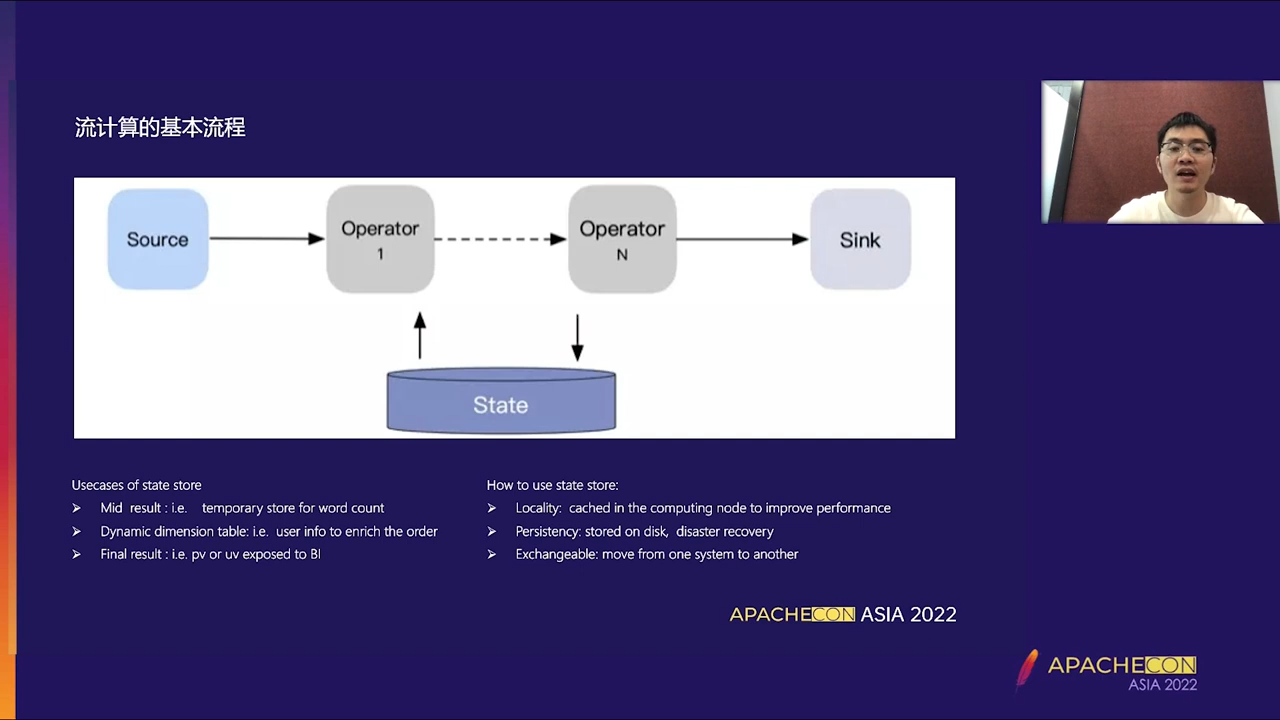 流计算的基本流程
Source
Operator
1
Operator
N
Sink
State
Usecases of state store
Mid result : i.e. temporary store for word count
Dynamic dimension table: i.e. user info to enrich the order
Final result : i.e. pv or uv exposed to BI
How to use state store:
Locality: cached in the computing node to improve performance
Persistency: stored on disk, disaster recovery
Exchangeable: move from one system to another
APACHECON ASIA 2022
APACHECON
ASIA 2022